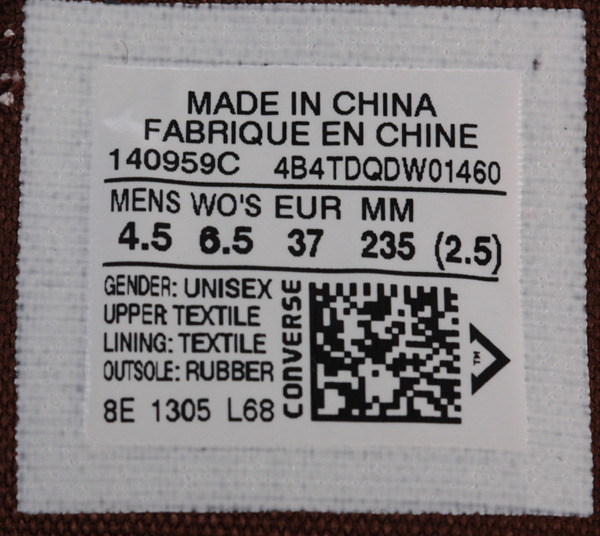 MADE IN CHINA
FABRIQUE EN CHINE
140959C 4B4TDQDW01460
MENS WO'S EUR MM
4.5 6.5 37 235 (2.5)
GENDER: UNISEX
UPPER TEXTILE
LINING: TEXTILE
OUTSOLE: RUBBER
8E 1305 L68
CONVERSE
TM